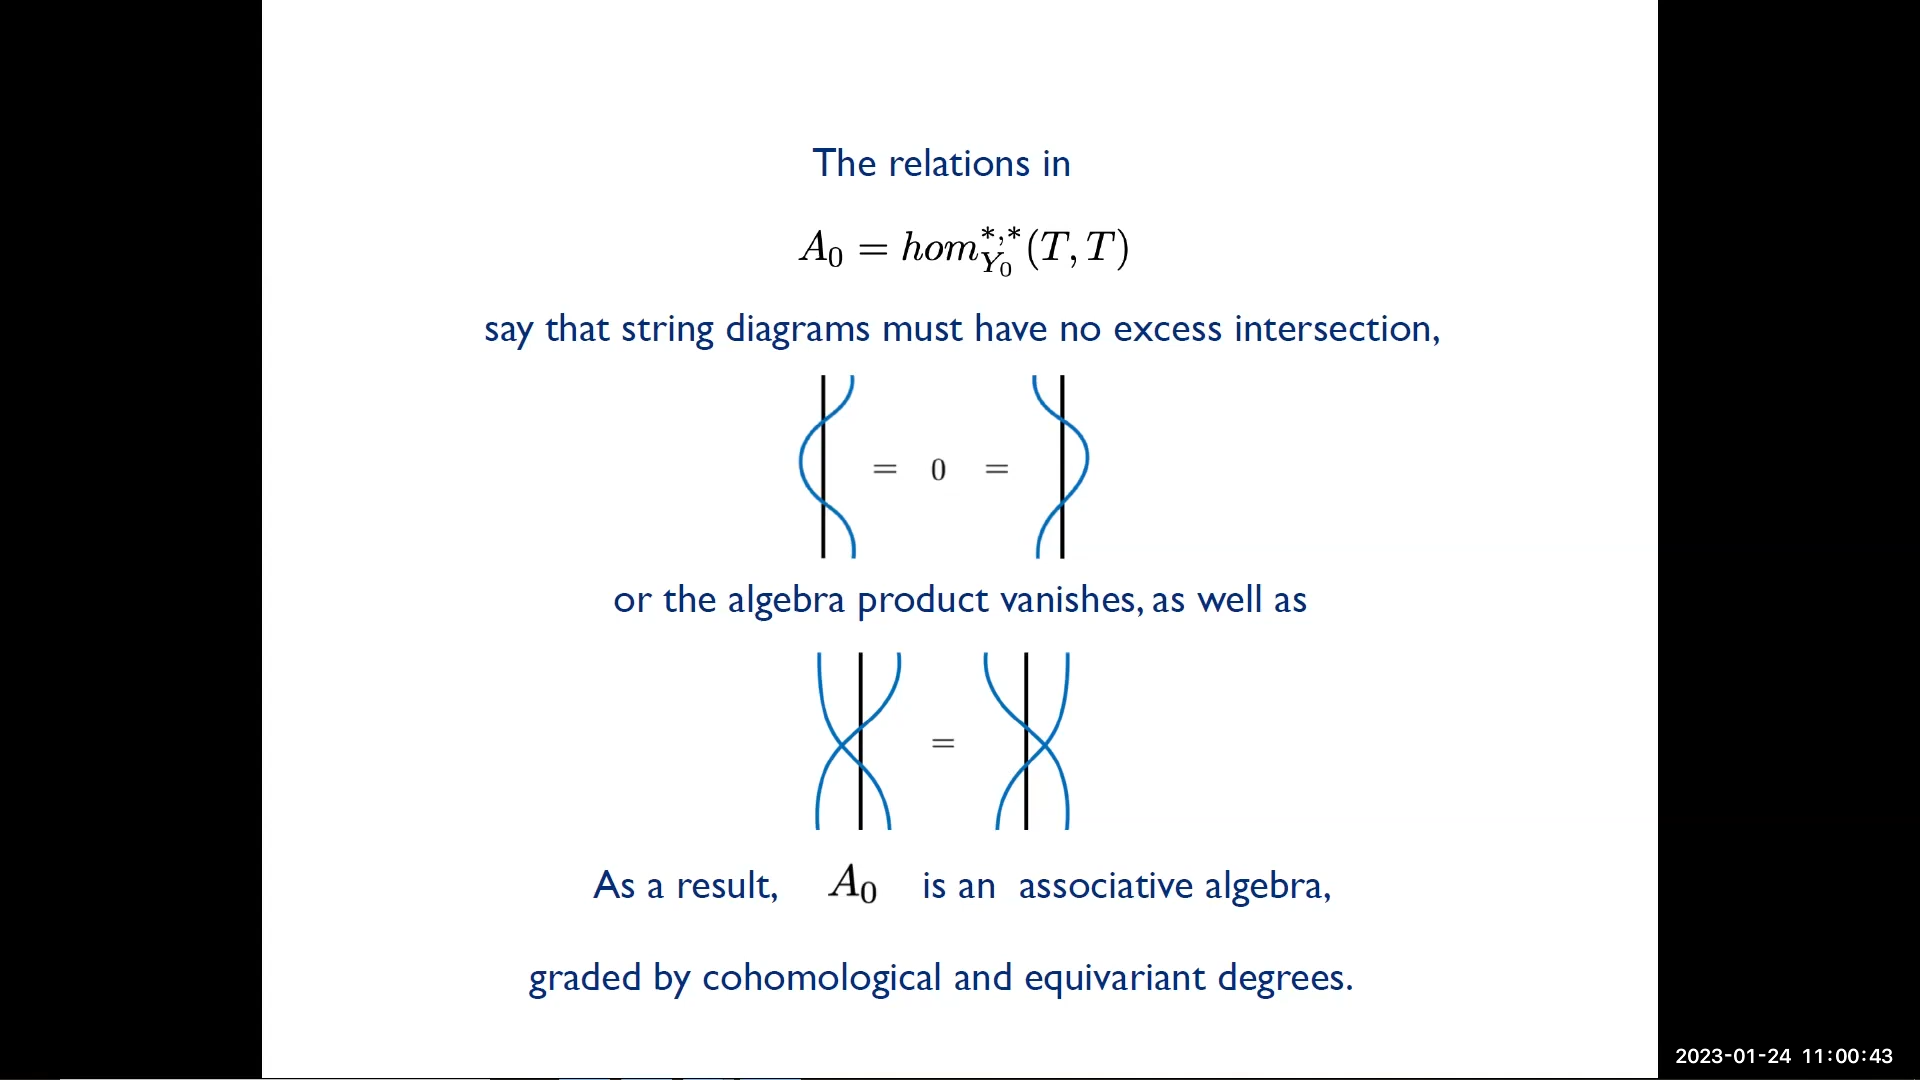 The relations in
A₀ = hom^{*,*}_{Y₀}(T, T)
say that string diagrams must have no excess intersection,
= 0 =
or the algebra product vanishes, as well as
=
As a result, A₀ is an associative algebra,
graded by cohomological and equivariant degrees.
2023-01-24 11:00:43